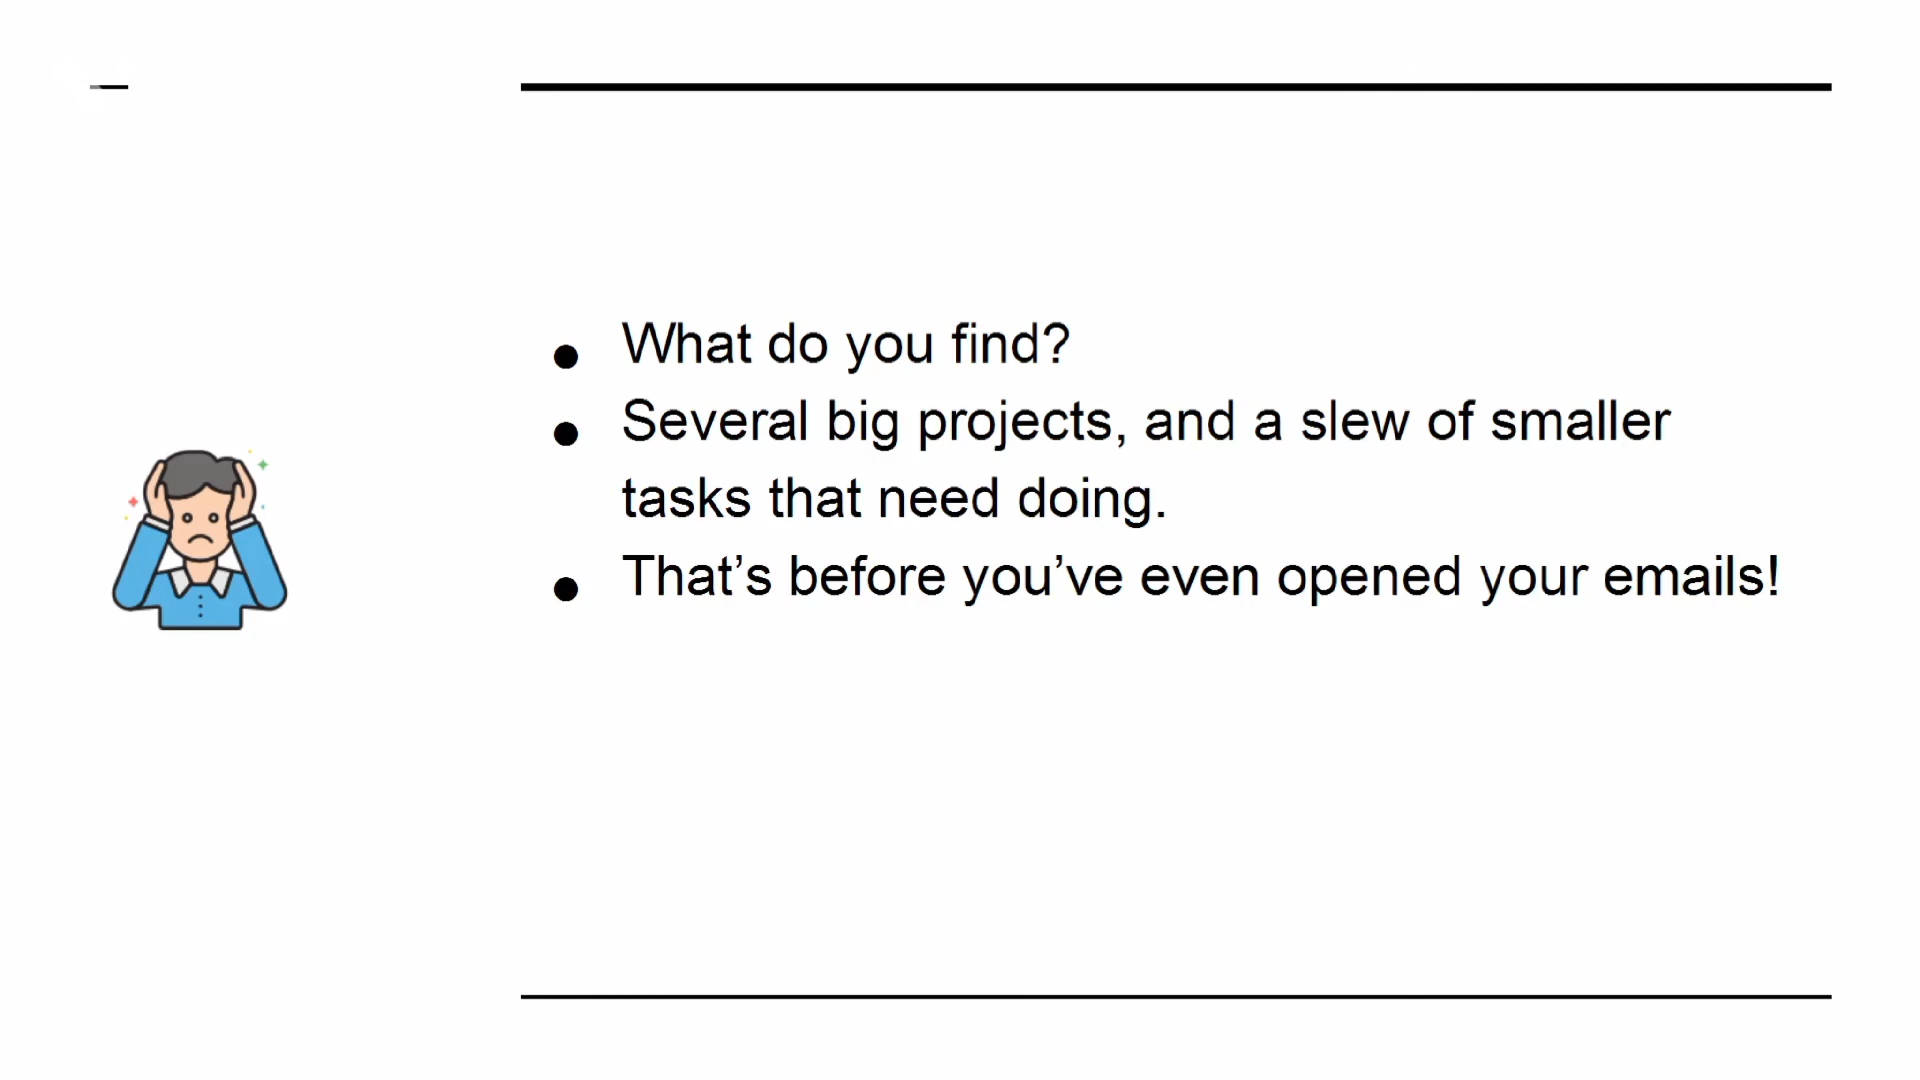 What do you find?
Several big projects, and a slew of smaller
tasks that need doing.
That’s before you’ve even opened your emails!